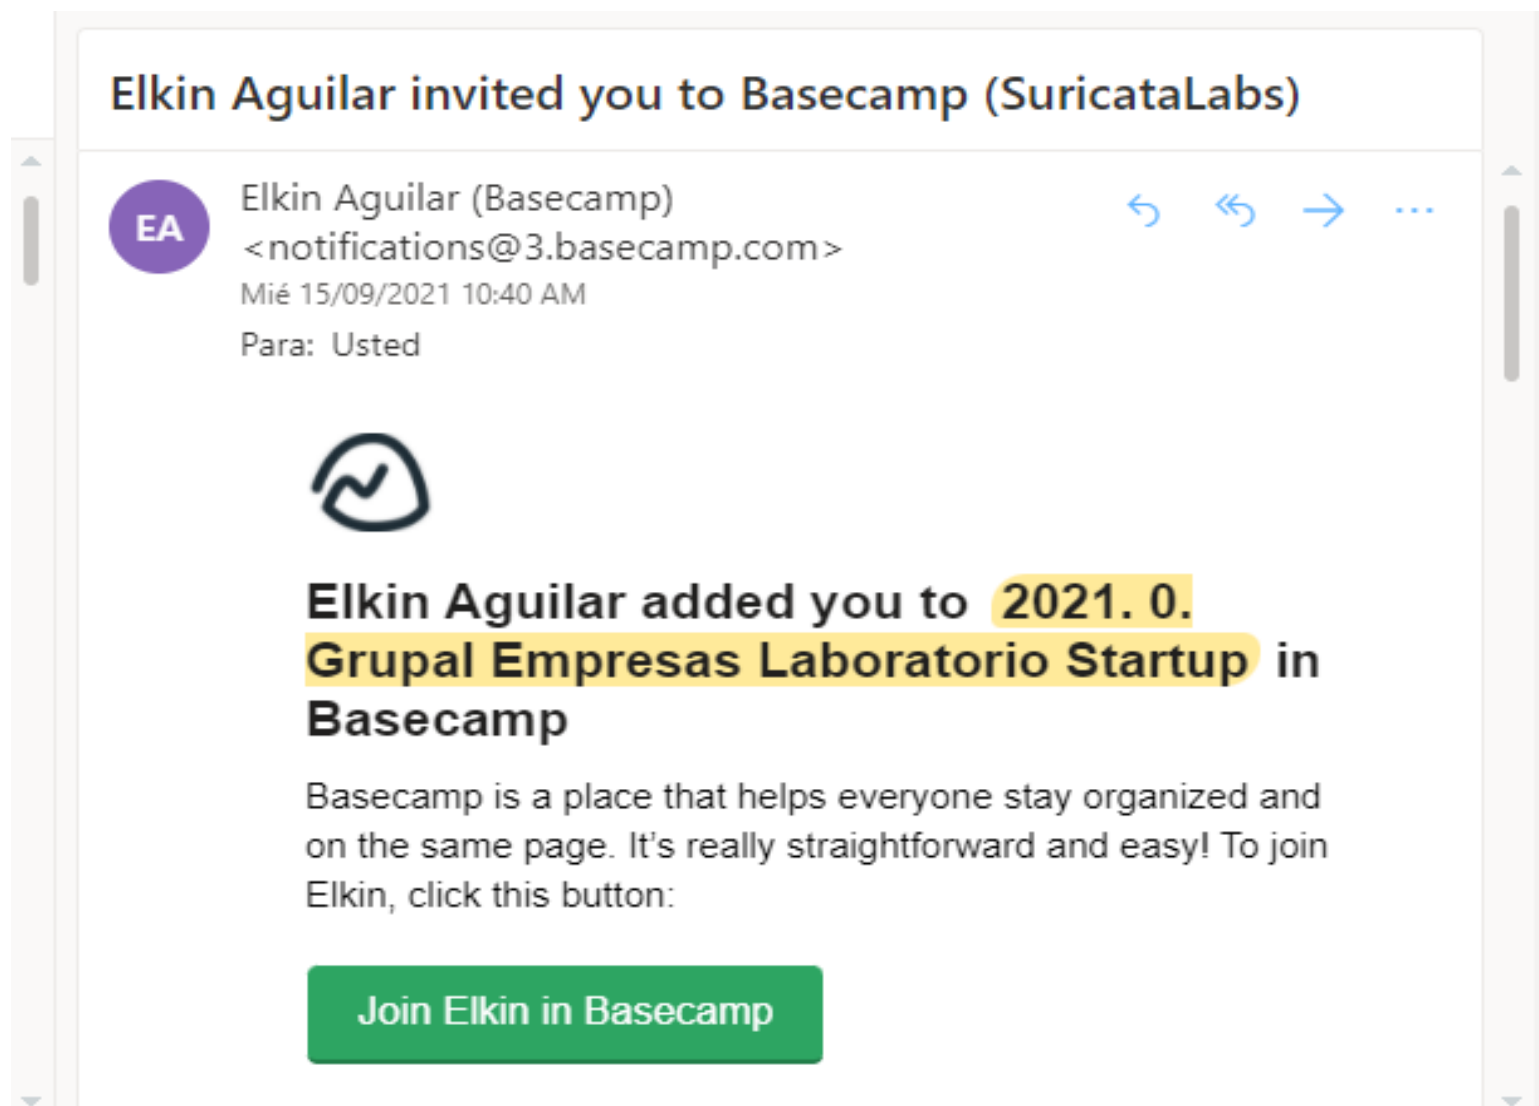 Elkin Aguilar invited you to Basecamp (SuricataLabs)
EA
Elkin Aguilar (Basecamp)
<notifications@3.basecamp.com>
Mié 15/09/2021 10:40 AM
Para: Usted
Elkin Aguilar added you to 2021. 0.
Grupal Empresas Laboratorio Startup in
Basecamp
Basecamp is a place that helps everyone stay organized and
on the same page. It’s really straightforward and easy! To join
Elkin, click this button:
Join Elkin in Basecamp